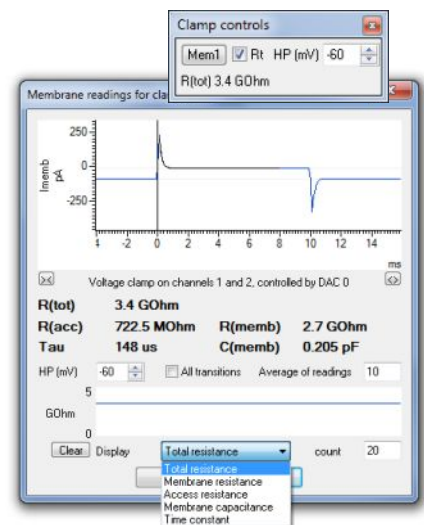 Clamp controls
Mem1 Rt HP (mV) -60
R(tot) 3.4 GOhm
Membrane readings for cla
250
0
-250
Imemb
pA
4 -2 0 2 4 6 8 10 12 14
ms
Voltage clamp on channels 1 and 2, controlled by DAC 0
R(tot) 3.4 GOhm
R(acc) 722.5 MOhm R(memb) 2.7 GOhm
Tau 148 us C(memb) 0.205 pF
HP (mV) -60 All transitions Average of readings 10
5
GOhm
0
Clear Display Total resistance count 20
Total resistance
Membrane resistance
Access resistance
Membrane capacitance
Time constant